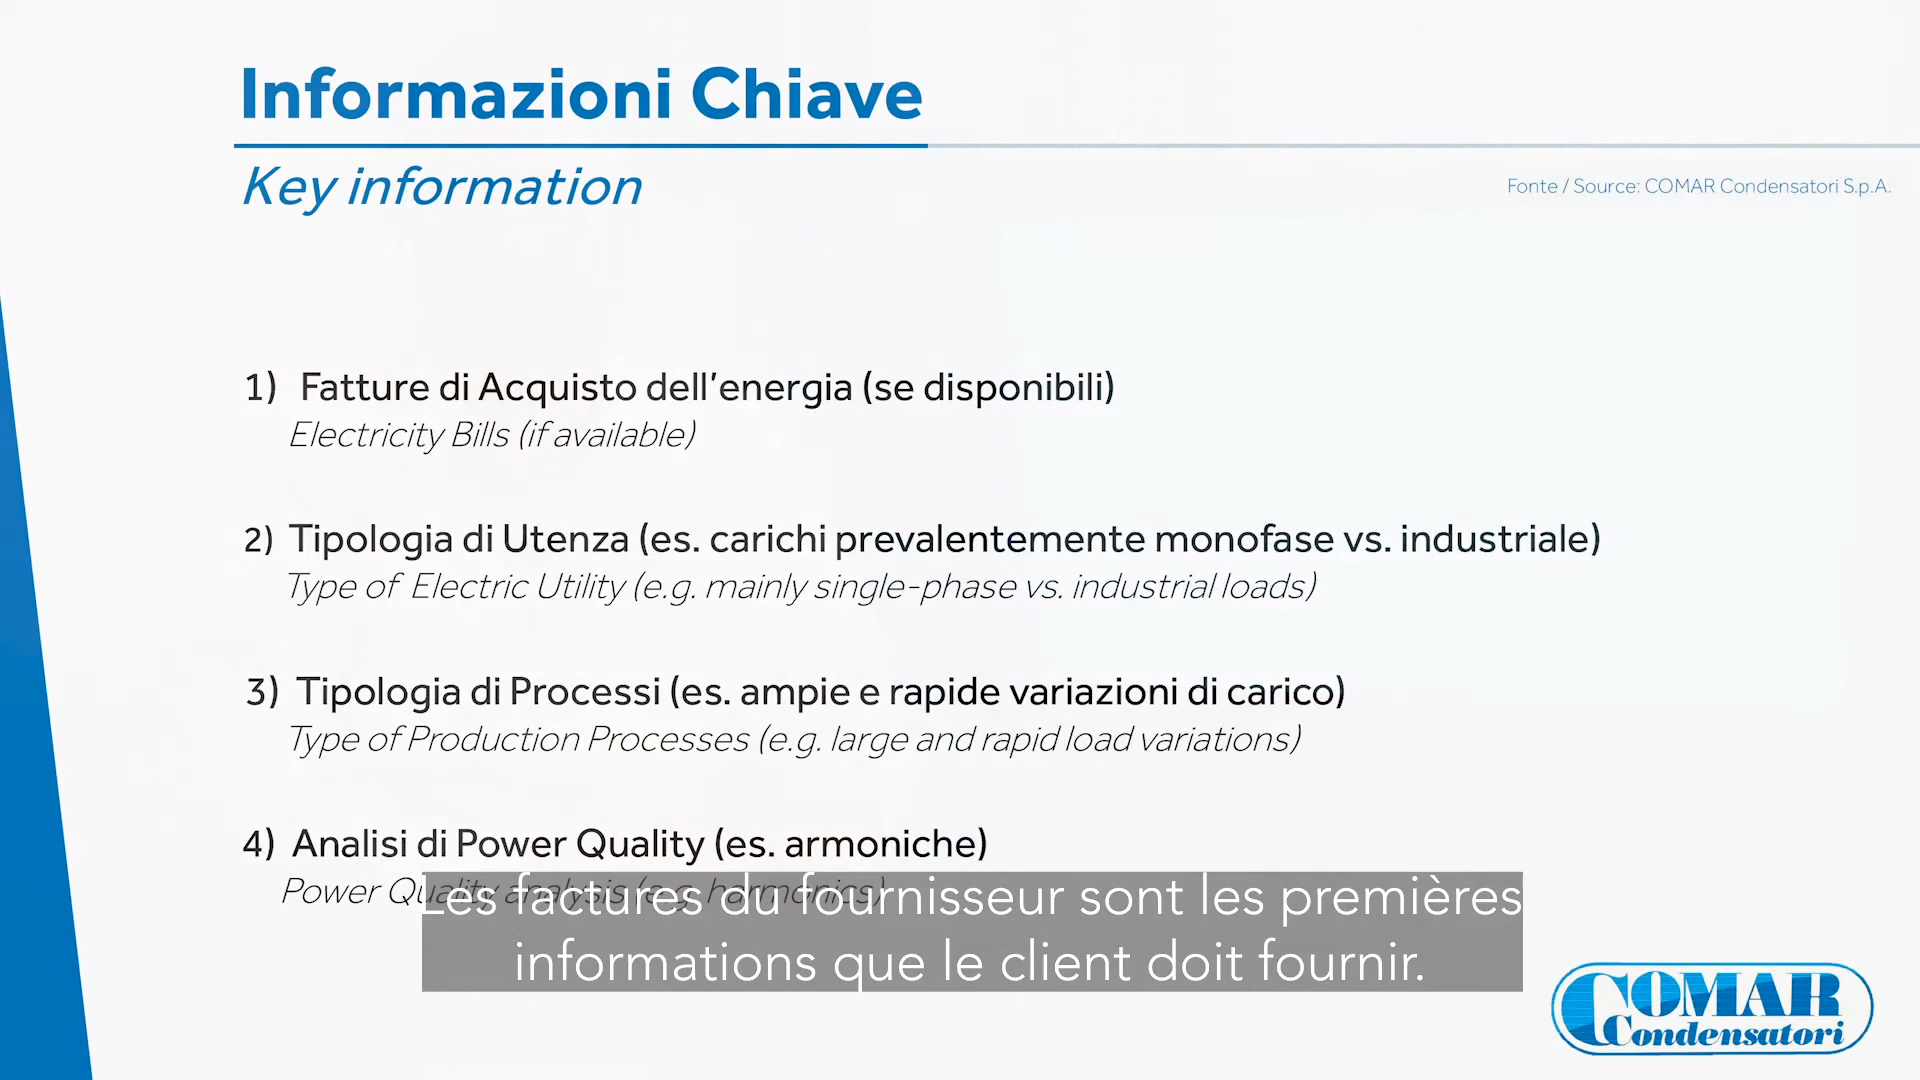 Informazioni Chiave
Key information
Fonte / Source: COMAR Condensatori S.p.A.
1) Fatture di Acquisto dell'energia (se disponibili)
Electricity Bills (if available)
2) Tipologia di Utenza (es. carichi prevalentemente monofase vs. industriale)
Type of Electric Utility (e.g. mainly single-phase vs. industrial loads)
3) Tipologia di Processi (es. ampie e rapide variazioni di carico)
Type of Production Processes (e.g. large and rapid load variations)
4) Analisi di Power Quality (es. armoniche)
Power Quality analysis (e.g. harmonics)
Les factures du fournisseur sont les premières
informations que le client doit fournir.
COMAR
Condensatori